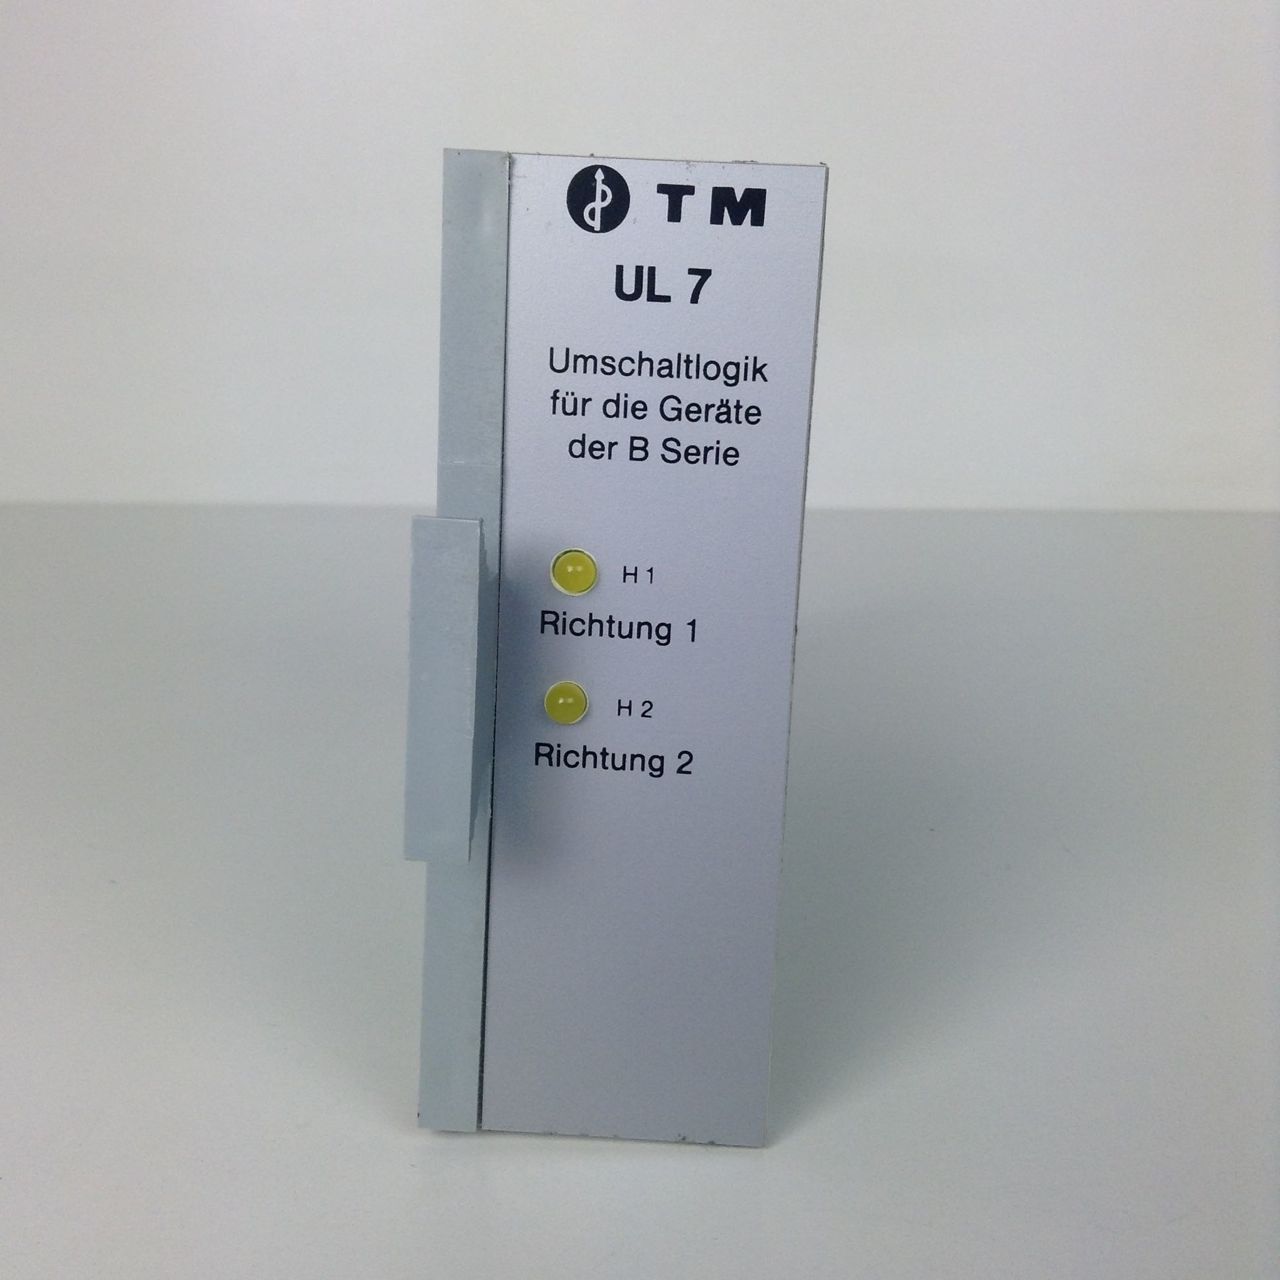 TM
UL 7
Umschaltlogik
für die Geräte
der B Serie
H 1
Richtung 1
H 2
Richtung 2